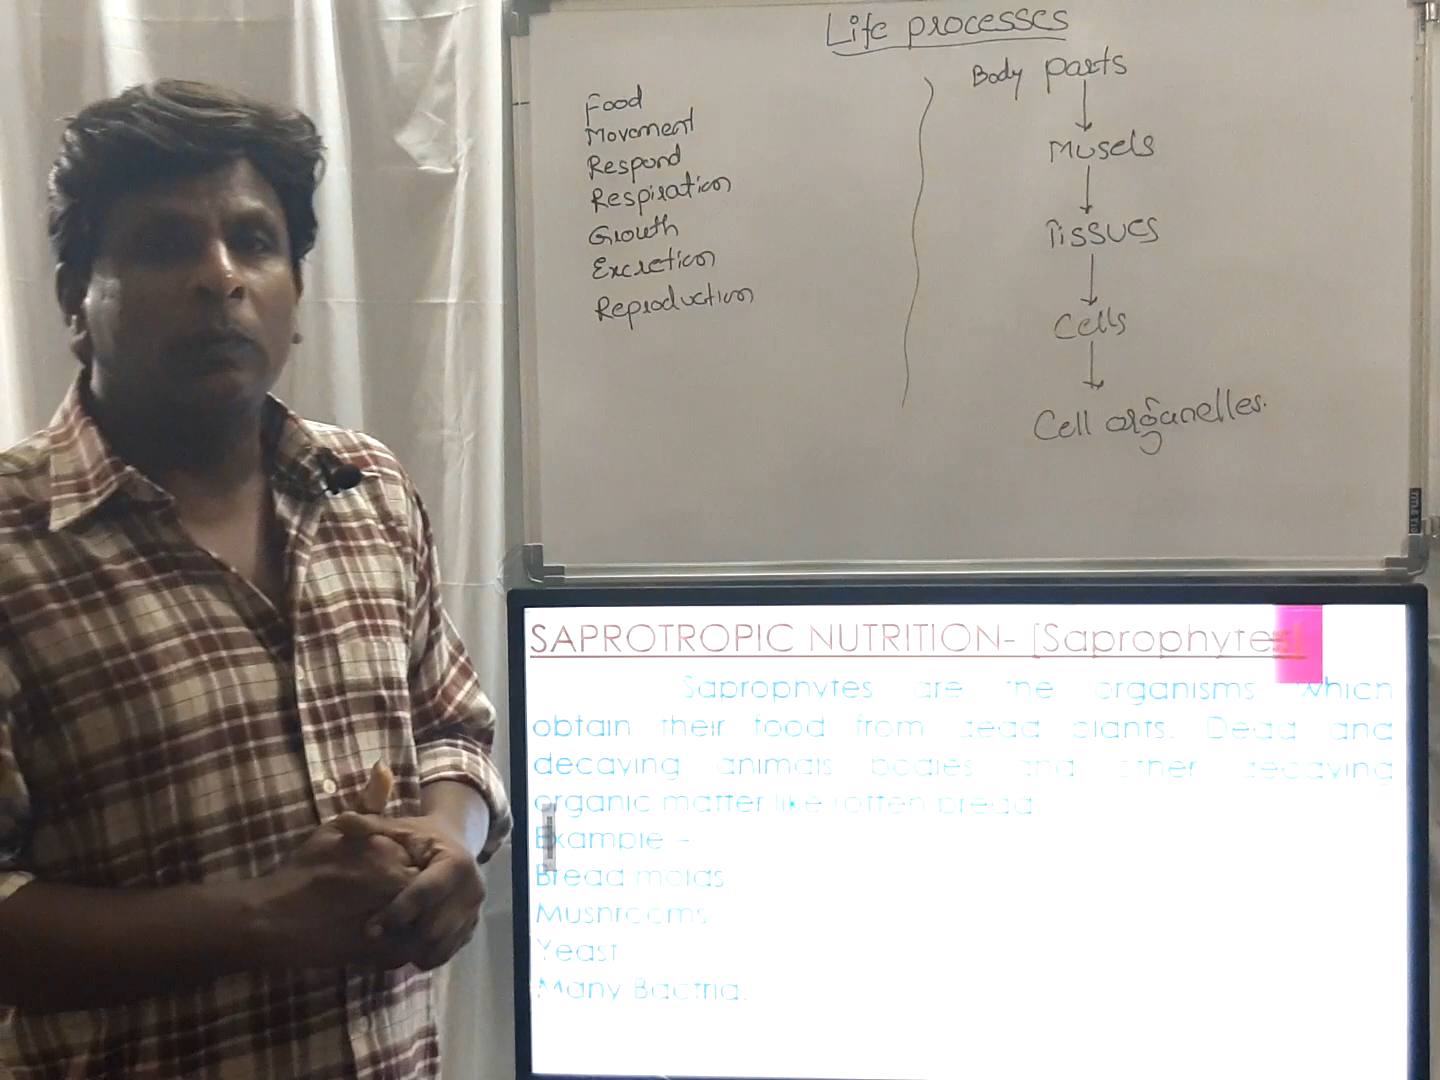 Life processes
Food
Movement
Respond
Respiration
Growth
Excretion
Reproduction
Body parts
Musels
Tissues
Cells
Cell organelles.
SAPROTROPIC NUTRITION- [Saprophytes]
Saprophytes are the organisms which
obtain their food from dead plants. Dead and
decaying animals bodies and other decaying
organic matter like rotten bread
Example -
Bread molds
Mushrooms
Yeast
Many Bactria.